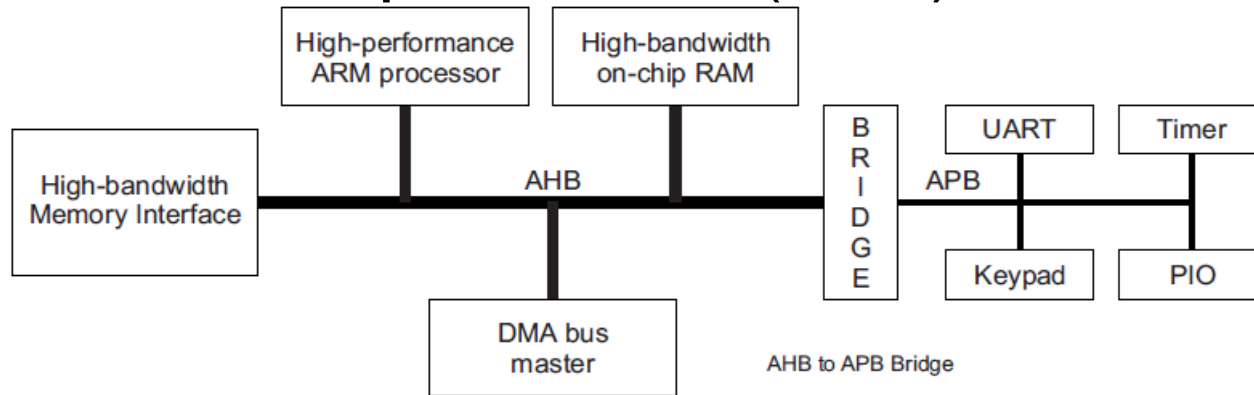 High-performance
ARM processor
High-bandwidth
on-chip RAM
High-bandwidth
Memory Interface
AHB
B
R
I
D
G
E
UART
Timer
APB
Keypad
PIO
DMA bus
master
AHB to APB Bridge